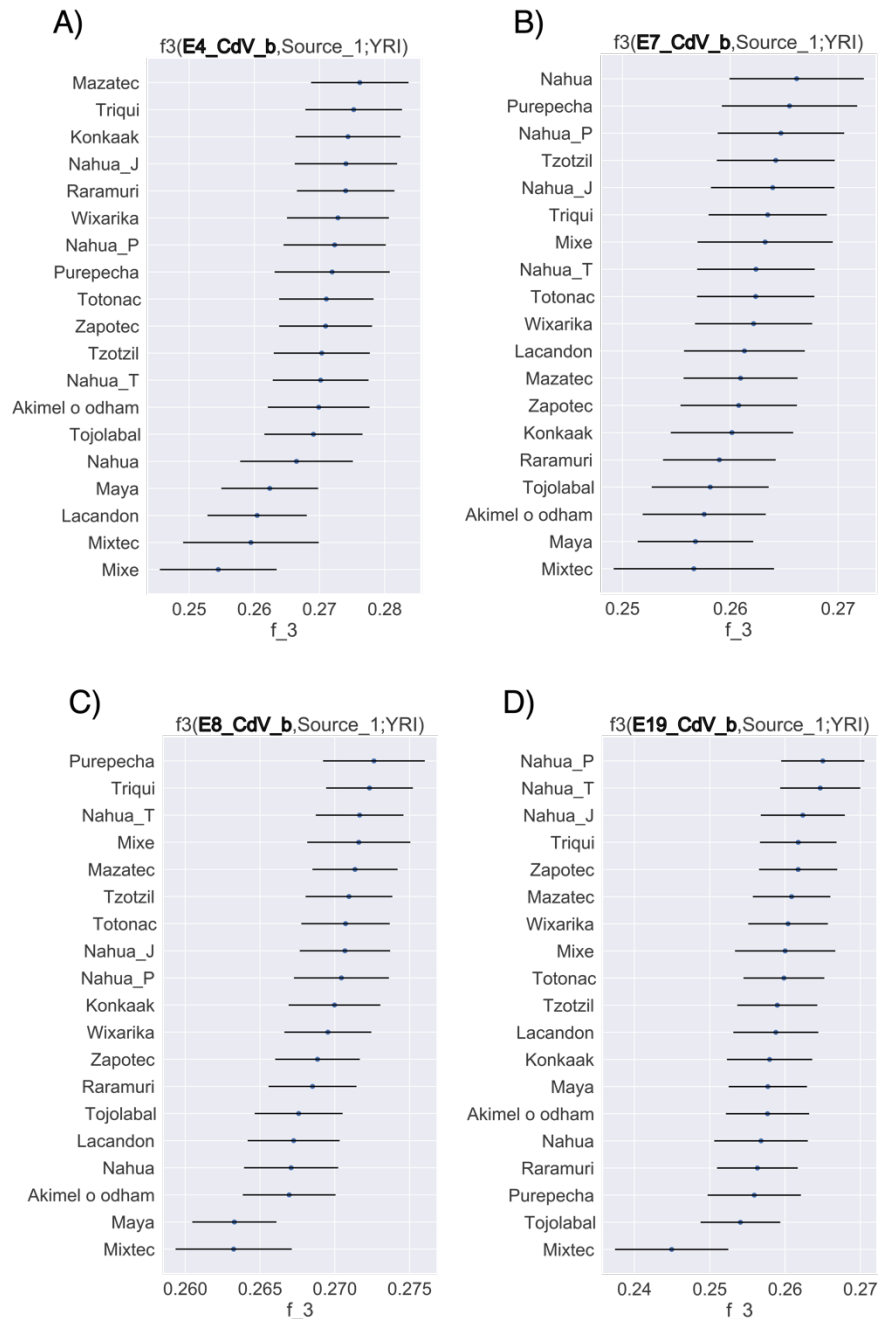 A)
f3(E4_CdV_b,Source_1;YRI)
Mazatec
Triqui
Konkaak
Nahua_J
Raramuri
Wixarika
Nahua_P
Purepecha
Totonac
Zapotec
Tzotzil
Nahua_T
Akimel o odham
Tojolabal
Nahua
Maya
Lacandon
Mixtec
Mixe
0.25 0.26 0.27 0.28
f_3
B)
f3(E7_CdV_b,Source_1;YRI)
Nahua
Purepecha
Nahua_P
Tzotzil
Nahua_J
Triqui
Mixe
Nahua_T
Totonac
Wixarika
Lacandon
Mazatec
Zapotec
Konkaak
Raramuri
Tojolabal
Akimel o odham
Maya
Mixtec
0.25 0.26 0.27
f_3
C)
f3(E8_CdV_b,Source_1;YRI)
Purepecha
Triqui
Nahua_T
Mixe
Mazatec
Tzotzil
Totonac
Nahua_J
Nahua_P
Konkaak
Wixarika
Zapotec
Raramuri
Tojolabal
Lacandon
Nahua
Akimel o odham
Maya
Mixtec
0.260 0.265 0.270 0.275
f_3
D)
f3(E19_CdV_b,Source_1;YRI)
Nahua_P
Nahua_T
Nahua_J
Triqui
Zapotec
Mazatec
Wixarika
Mixe
Totonac
Tzotzil
Lacandon
Konkaak
Maya
Akimel o odham
Nahua
Raramuri
Purepecha
Tojolabal
Mixtec
0.24 0.25 0.26 0.27
f_3